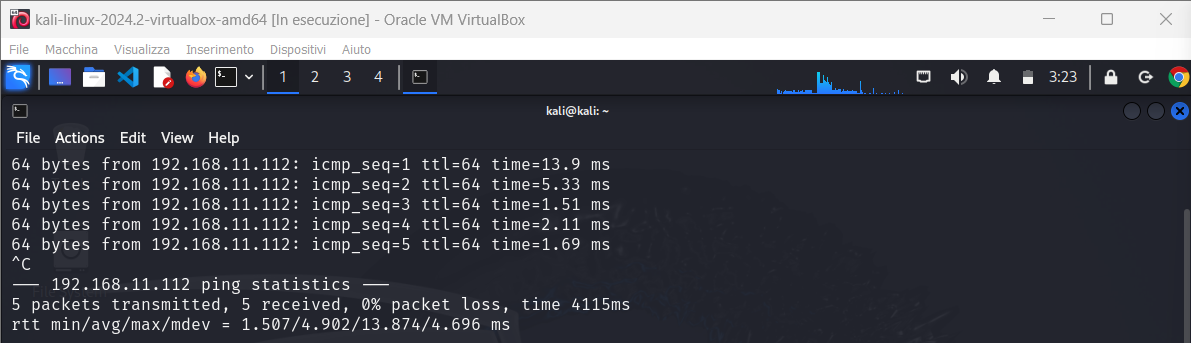 kali-linux-2024.2-virtualbox-amd64 [In esecuzione] - Oracle VM VirtualBox
File Macchina Visualizza Inserimento Dispositivi Aiuto
1 2 3 4 3:23
kali@kali: ~
File Actions Edit View Help
64 bytes from 192.168.11.112: icmp_seq=1 ttl=64 time=13.9 ms
64 bytes from 192.168.11.112: icmp_seq=2 ttl=64 time=5.33 ms
64 bytes from 192.168.11.112: icmp_seq=3 ttl=64 time=1.51 ms
64 bytes from 192.168.11.112: icmp_seq=4 ttl=64 time=2.11 ms
64 bytes from 192.168.11.112: icmp_seq=5 ttl=64 time=1.69 ms
^C
--- 192.168.11.112 ping statistics ---
5 packets transmitted, 5 received, 0% packet loss, time 4115ms
rtt min/avg/max/mdev = 1.507/4.902/13.874/4.696 ms